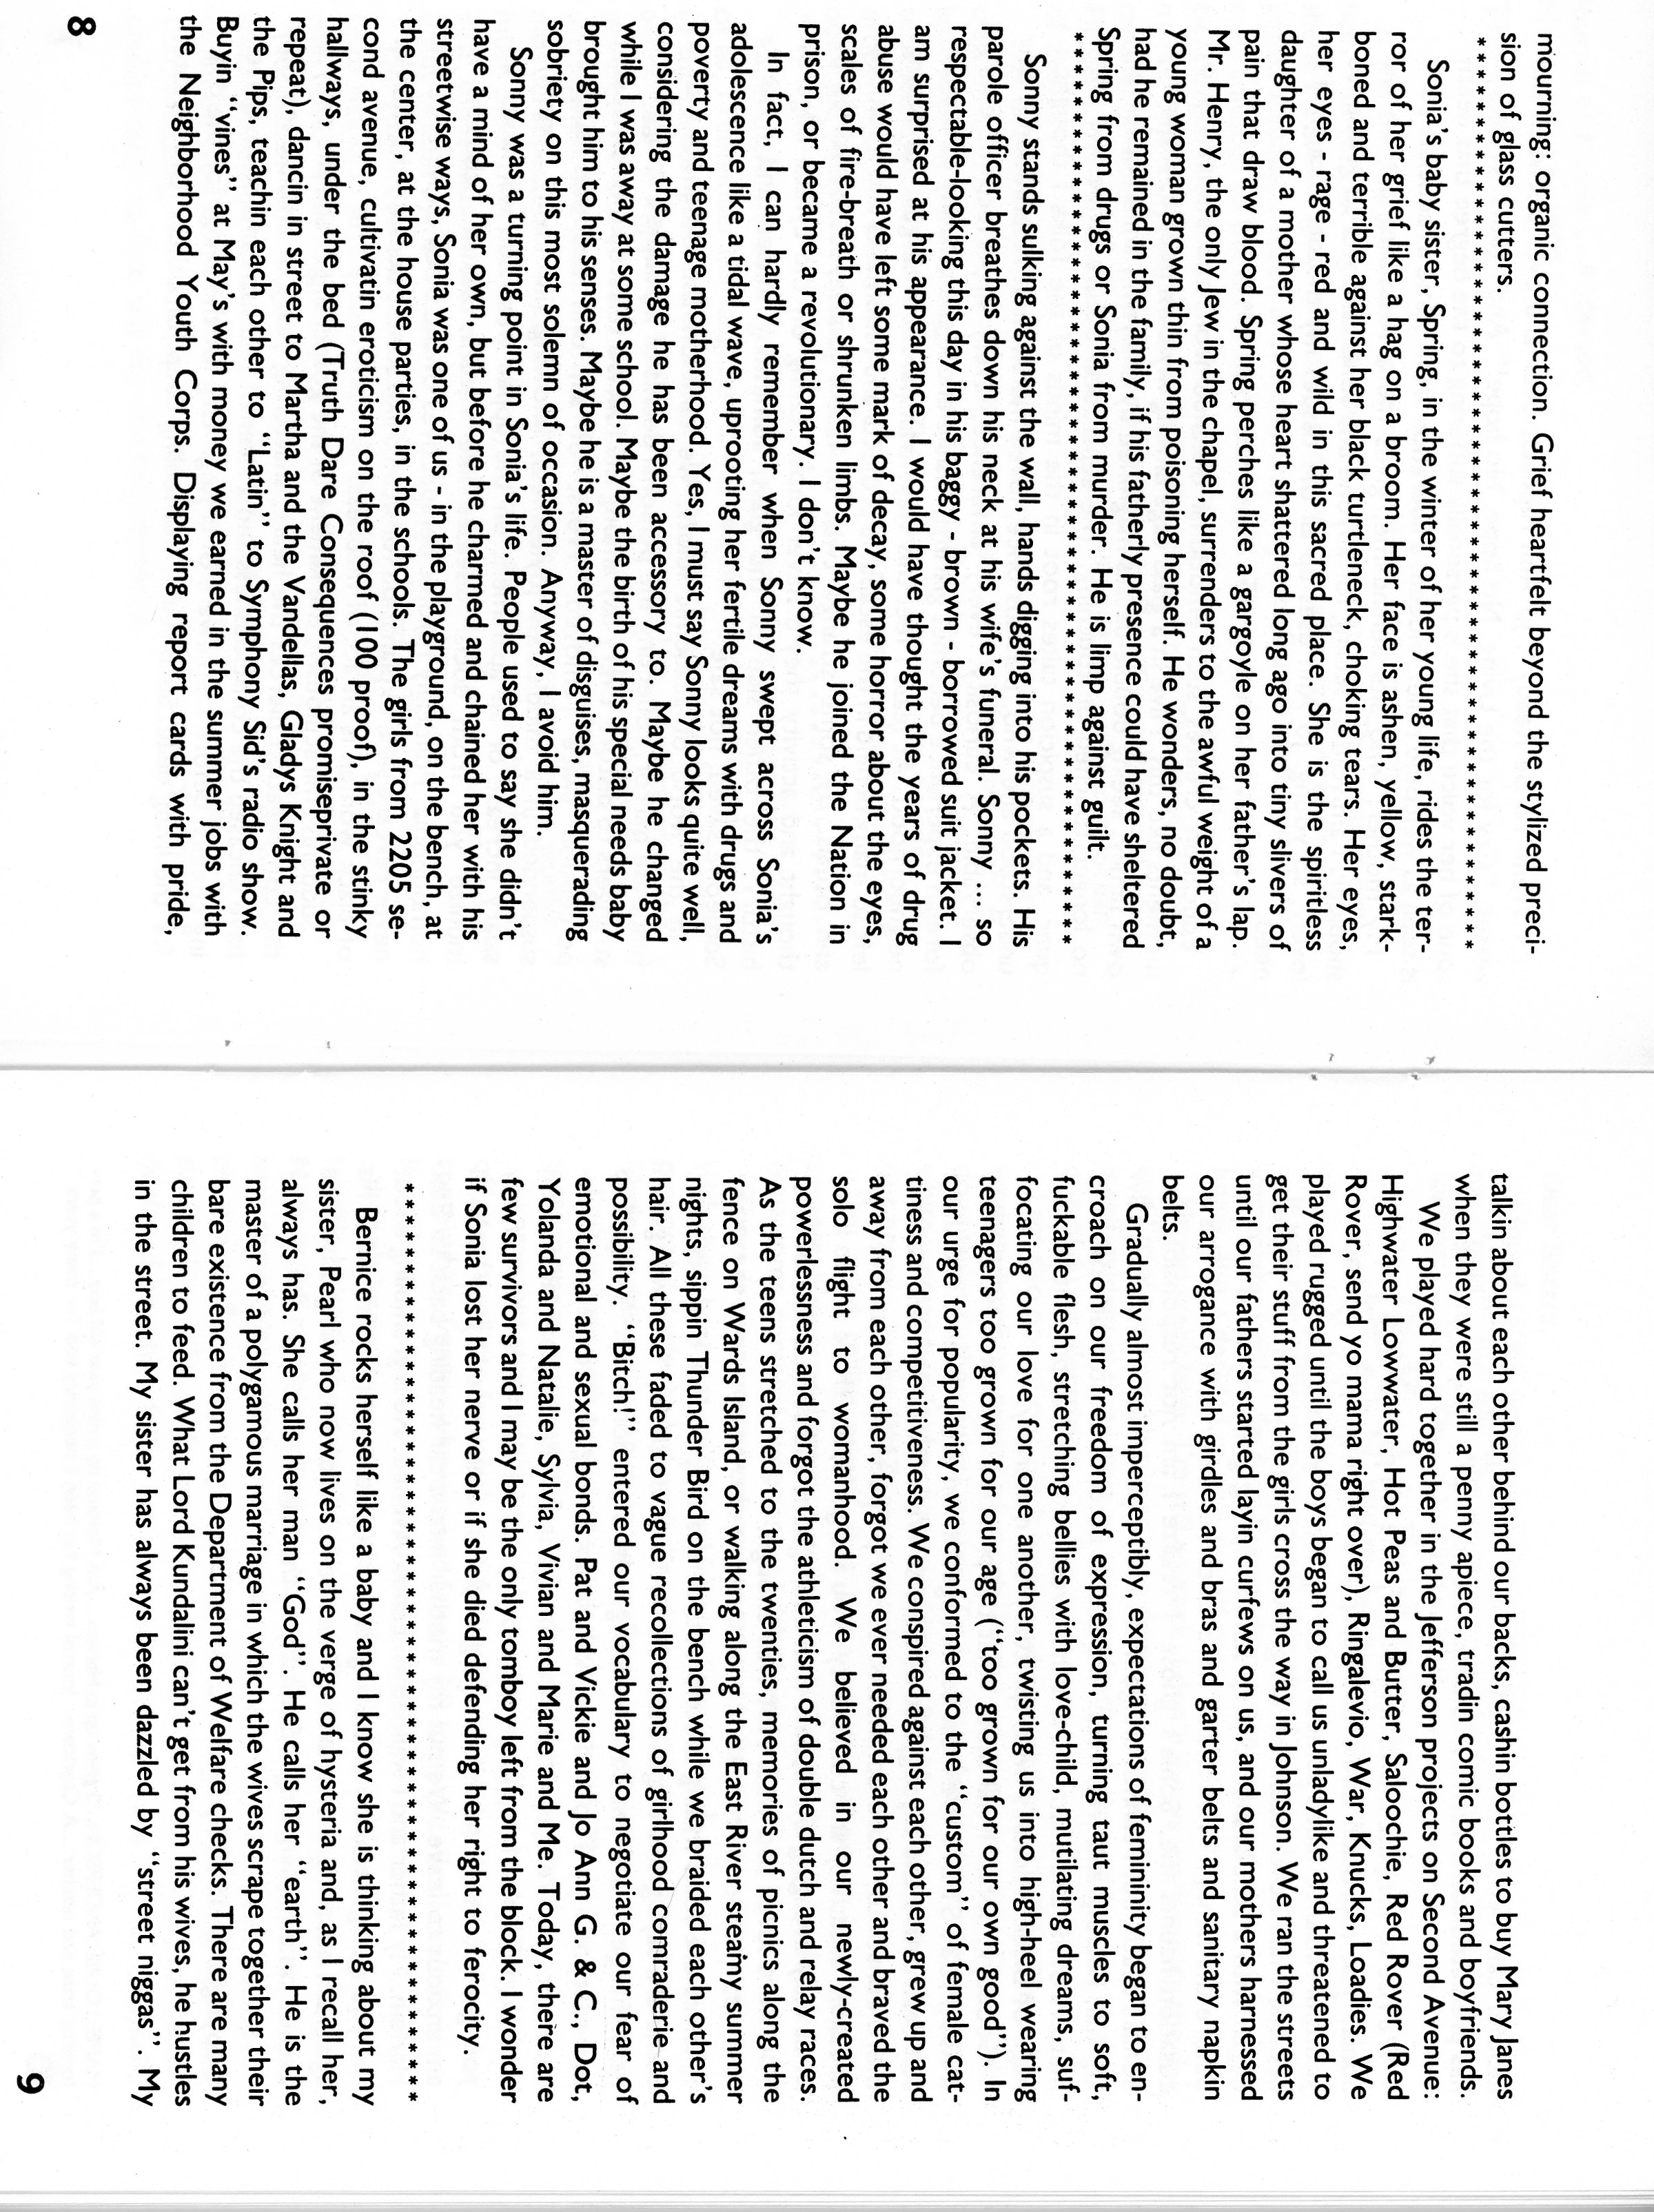 mourning: organic connection. Grief heartfelt beyond the stylized preci-
sion of glass cutters.
* * * * * * * * * * * * * * * * * * * * * * * * * * * * * * * * * * * * * * * * * * * * * * * * * * * *
Sonia's baby sister, Spring, in the winter of her young life, rides the ter-
ror of her grief like a hag on a broom. Her face is ashen, yellow, stark-
boned and terrible against her black turtleneck, choking tears. Her eyes,
her eyes - rage - red and wild in this sacred place. She is the spiritless
daughter of a mother whose heart shattered long ago into tiny slivers of
pain that draw blood. Spring perches like a gargoyle on her father's lap.
Mr. Henry, the only Jew in the chapel, surrenders to the awful weight of a
young woman grown thin from poisoning herself. He wonders, no doubt,
had he remained in the family, if his fatherly presence could have sheltered
Spring from drugs or Sonia from murder. He is limp against guilt.
* * * * * * * * * * * * * * * * * * * * * * * * * * * * * * * * * * * * * * * * * * * * * * * * * * * *
Sonny stands sulking against the wall, hands digging into his pockets. His
parole officer breathes down his neck at his wife's funeral. Sonny ... so
respectable-looking this day in his baggy - brown - borrowed suit jacket. I
am surprised at his appearance. I would have thought the years of drug
abuse would have left some mark of decay, some horror about the eyes,
scales of fire-breath or shrunken limbs. Maybe he joined the Nation in
prison, or became a revolutionary. I don't know.
In fact, I can hardly remember when Sonny swept across Sonia's
adolescence like a tidal wave, uprooting her fertile dreams with drugs and
poverty and teenage motherhood. Yes, I must say Sonny looks quite well,
considering the damage he has been accessory to. Maybe he changed
while I was away at some school. Maybe the birth of his special needs baby
brought him to his senses. Maybe he is a master of disguises, masquerading
sobriety on this most solemn of occasion. Anyway, I avoid him.
Sonny was a turning point in Sonia's life. People used to say she didn't
have a mind of her own, but before he charmed and chained her with his
streetwise ways, Sonia was one of us - in the playground, on the bench, at
the center, at the house parties, in the schools. The girls from 2205 se-
cond avenue, cultivatin eroticism on the roof (100 proof), in the stinky
hallways, under the bed (Truth Dare Consequences promiseprivate or
repeat), dancin in street to Martha and the Vandellas, Gladys Knight and
the Pips, teachin each other to "Latin" to Symphony Sid's radio show.
Buyin "vines" at May's with money we earned in the summer jobs with
the Neighborhood Youth Corps. Displaying report cards with pride,
8
talkin about each other behind our backs, cashin bottles to buy Mary Janes
when they were still a penny apiece, tradin comic books and boyfriends.
We played hard together in the Jefferson projects on Second Avenue:
Highwater Lowwater, Hot Peas and Butter, Saloochie, Red Rover (Red
Rover, send yo mama right over), Ringalevio, War, Knucks, Loadies. We
played rugged until the boys began to call us unladylike and threatened to
get their stuff from the girls cross the way in Johnson. We ran the streets
until our fathers started layin curfews on us, and our mothers harnessed
our arrogance with girdles and bras and garter belts and sanitary napkin
belts.
Gradually almost imperceptibly, expectations of femininity began to en-
croach on our freedom of expression, turning taut muscles to soft,
fuckable flesh, stretching bellies with love-child, mutilating dreams, suf-
focating our love for one another, twisting us into high-heel wearing
teenagers too grown for our age ("too grown for our own good"). In
our urge for popularity, we conformed to the "custom" of female cat-
tiness and competitiveness. We conspired against each other, grew up and
away from each other, forgot we ever needed each other and braved the
solo flight to womanhood. We believed in our newly-created
powerlessness and forgot the athleticism of double dutch and relay races.
As the teens stretched to the twenties, memories of picnics along the
fence on Wards Island, or walking along the East River steamy summer
nights, sippin Thunder Bird on the bench while we braided each other's
hair. All these faded to vague recollections of girlhood comraderie and
possibility. "Bitch!" entered our vocabulary to negotiate our fear of
emotional and sexual bonds. Pat and Vickie and Jo Ann G. & C., Dot,
Yolanda and Natalie, Sylvia, Vivian and Marie and Me. Today, there are
few survivors and I may be the only tomboy left from the block. I wonder
if Sonia lost her nerve or if she died defending her right to ferocity.
* * * * * * * * * * * * * * * * * * * * * * * * * * * * * * * * * * * * * * * * * * * * * * * * * * * *
Bernice rocks herself like a baby and I know she is thinking about my
sister, Pearl who now lives on the verge of hysteria and, as I recall her,
always has. She calls her man "God". He calls her "earth". He is the
master of a polygamous marriage in which the wives scrape together their
bare existence from the Department of Welfare checks. There are many
children to feed. What Lord Kundalini can't get from his wives, he hustles
in the street. My sister has always been dazzled by "street niggas". My
9